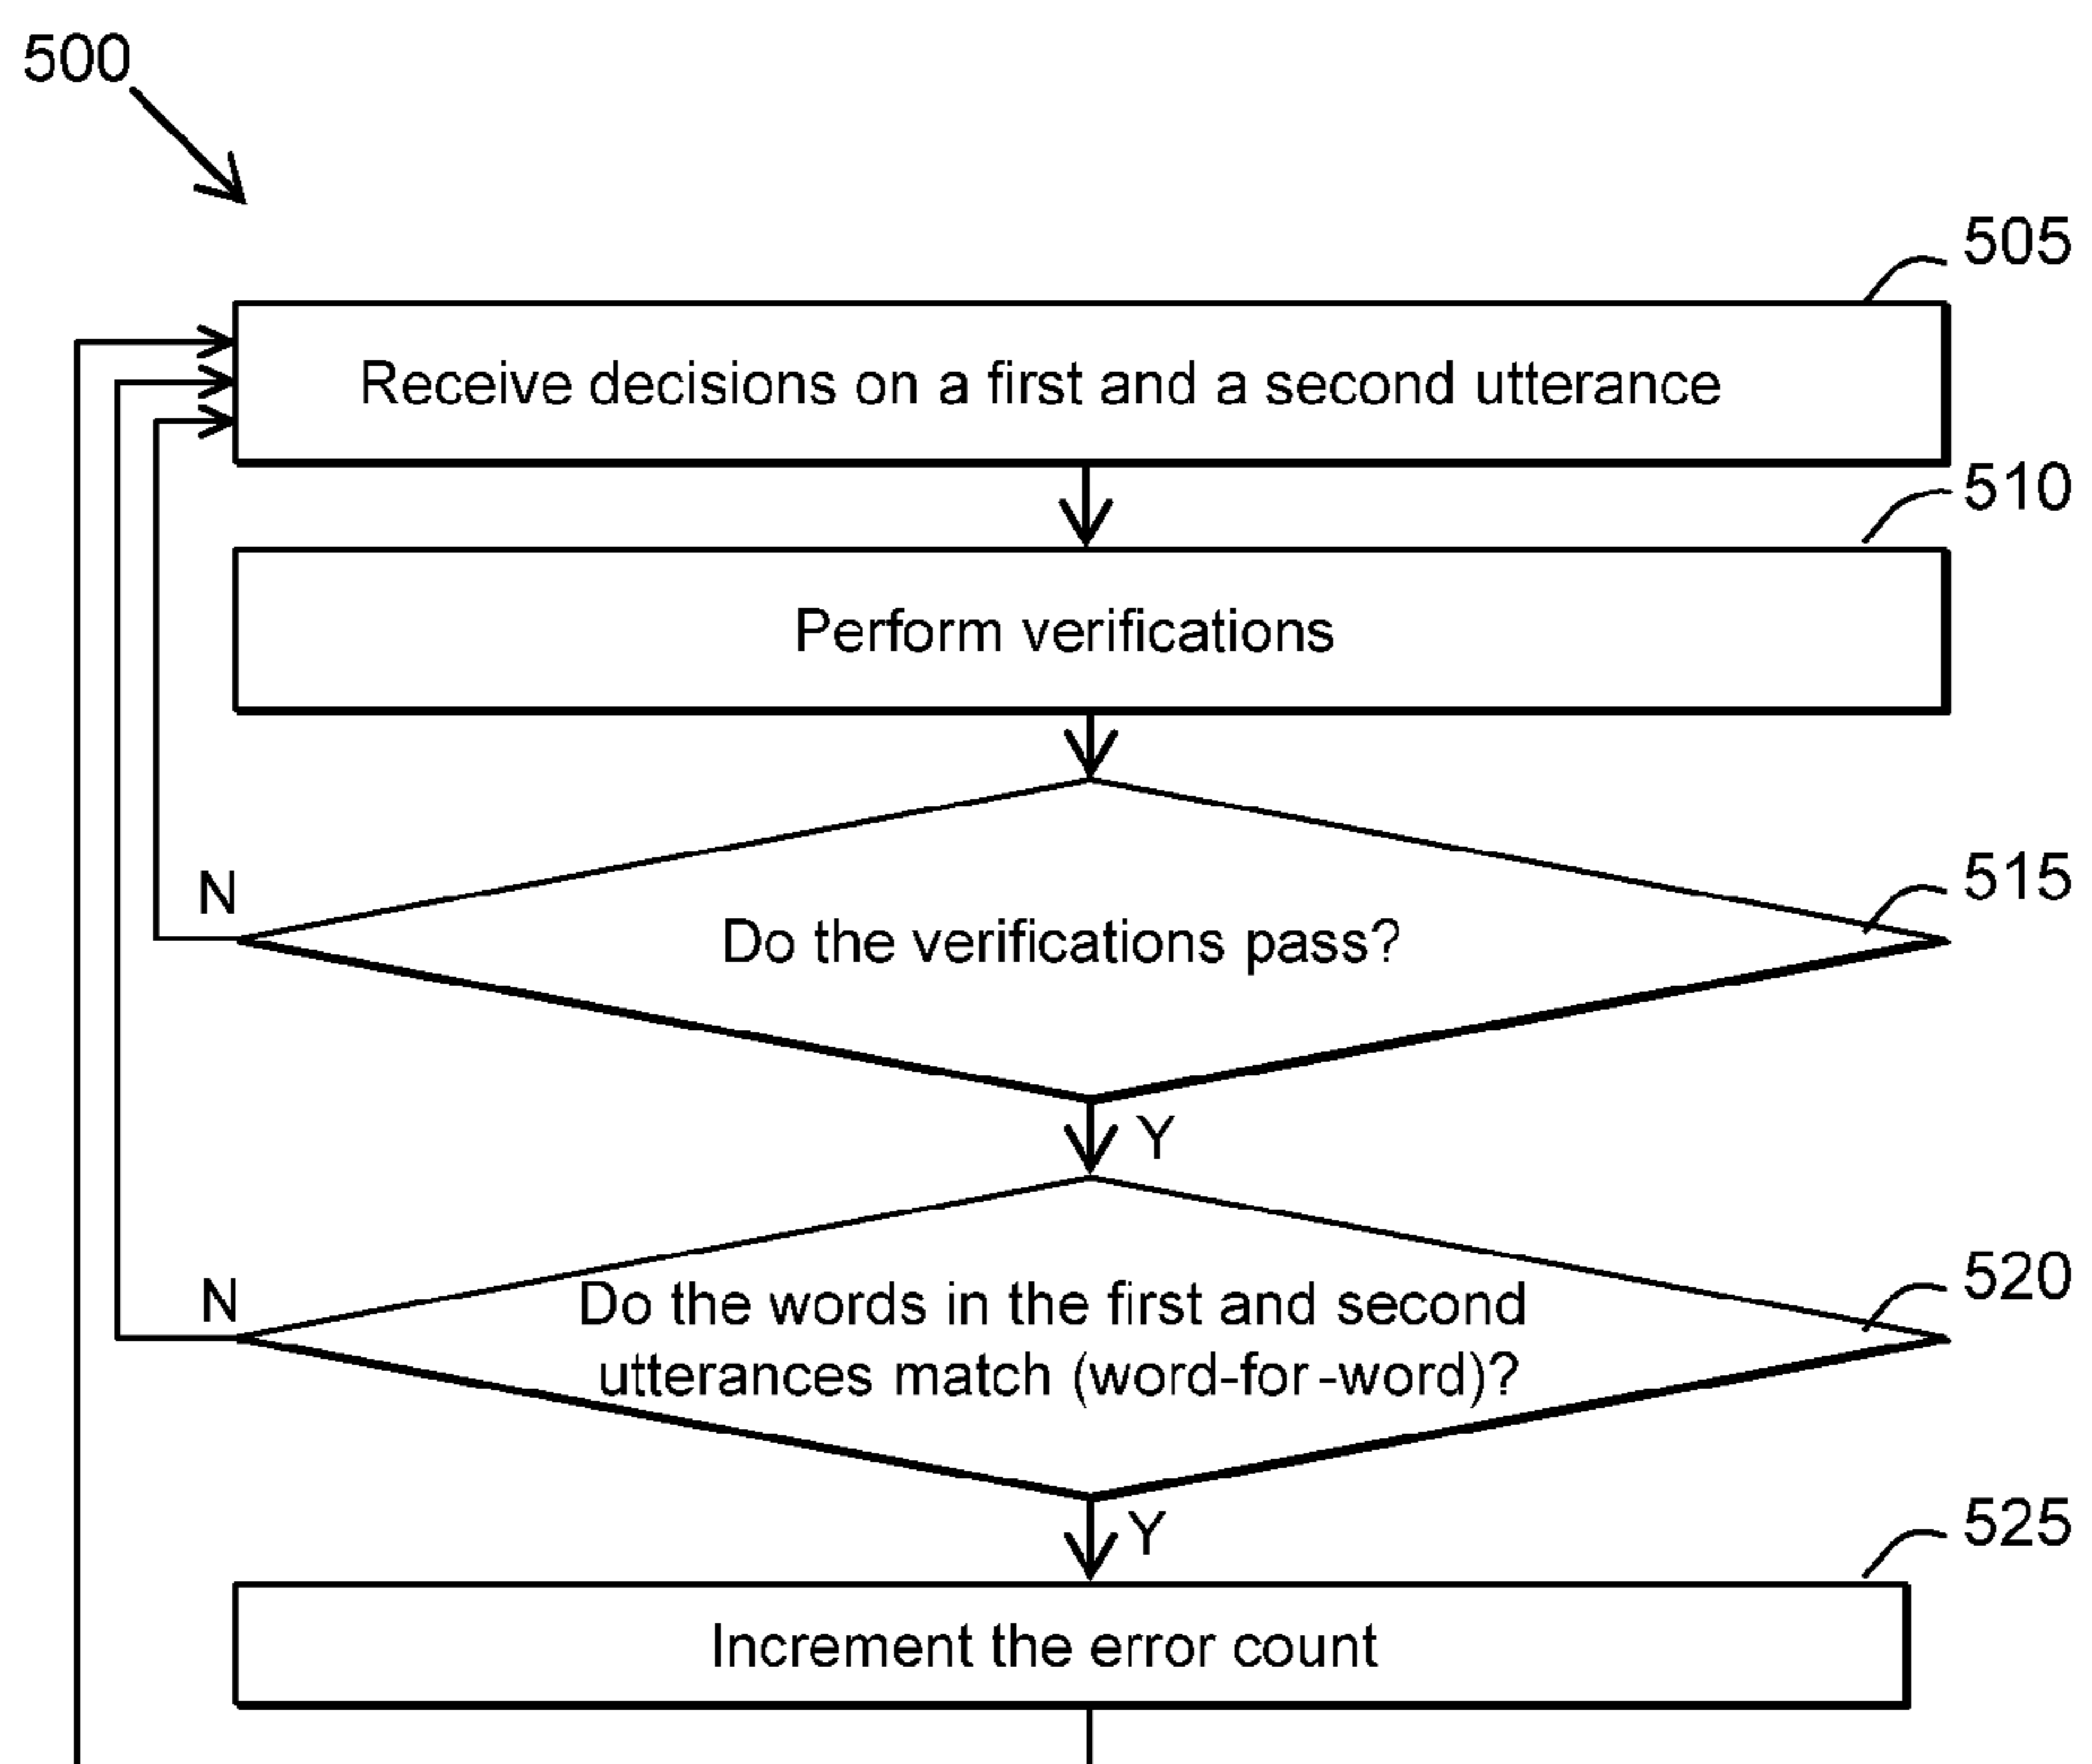 500
505
Receive decisions on a first and a second utterance
510
Perform verifications
515
N
Do the verifications pass?
Y
520
N
Do the words in the first and second
utterances match (word-for-word)?
Y
525
Increment the error count